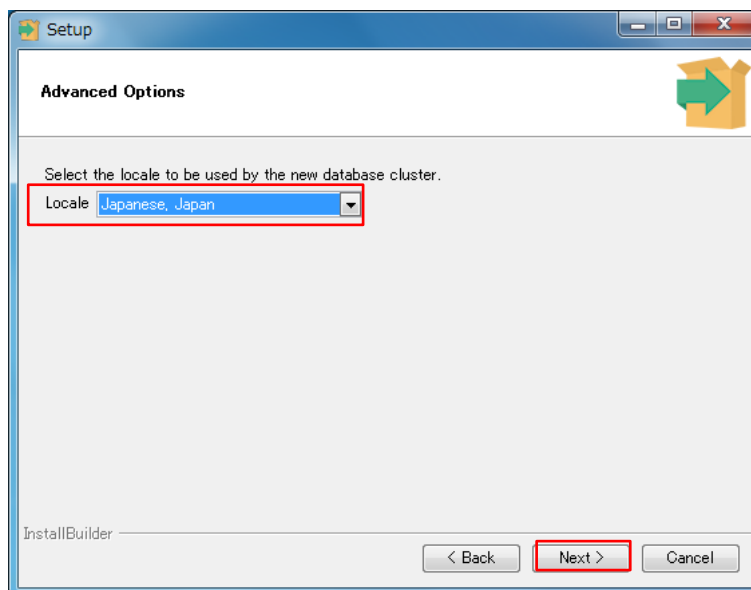 Setup
Advanced Options
Select the locale to be used by the new database cluster.
Locale Japanese, Japan
InstallBuilder
< Back Next > Cancel